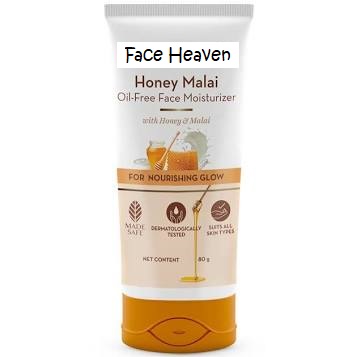 Face Heaven
Honey Malai
Oil-Free Face Moisturizer
with Honey & Malai
FOR NOURISHING GLOW
MADE SAFE
DERMATOLOGICALLY TESTED
SUITS ALL SKIN TYPES
NET CONTENT 80 g